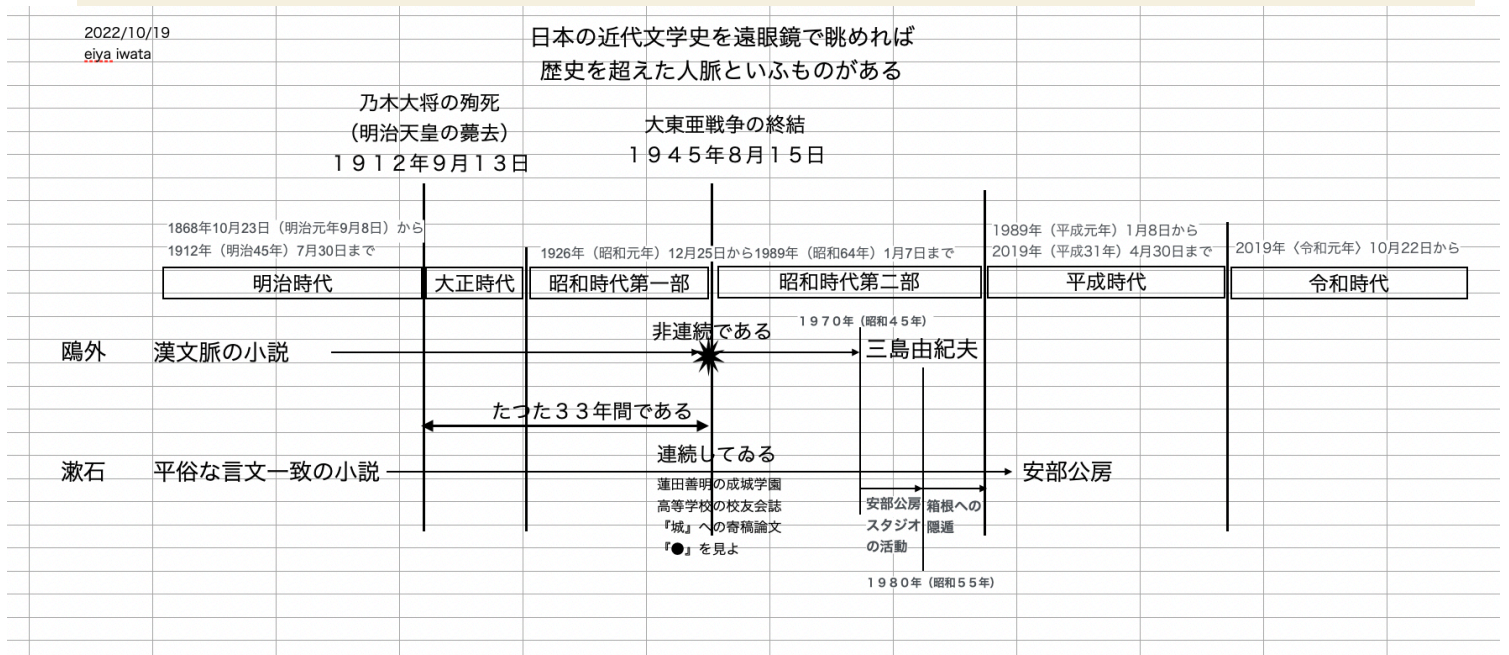 2022/10/19
eiya iwata
日本の近代文学史を遠眼鏡で眺めれば
歴史を超えた人脈といふものがある
乃木大将の殉死
（明治天皇の薨去）
１９１２年９月１３日
大東亜戦争の終結
１９４５年８月１５日
1868年10月23日（明治元年9月8日）から
1912年（明治45年）7月30日まで
1926年（昭和元年）12月25日から1989年（昭和64年）1月7日まで
1989年（平成元年）1月8日から
2019年（平成31年）4月30日まで
2019年〈令和元年〉10月22日から
明治時代
大正時代
昭和時代第一部
昭和時代第二部
平成時代
令和時代
非連続である
１９７０年（昭和４５年）
鴎外
漢文脈の小説
三島由紀夫
たつた３３年間である
連続してゐる
漱石
平俗な言文一致の小説
安部公房
蓮田善明の成城学園
高等学校の校友会誌
『城』への寄稿論文
『●』を見よ
安部公房
スタジオ
の活動
箱根への
隠遁
１９８０年（昭和５５年）